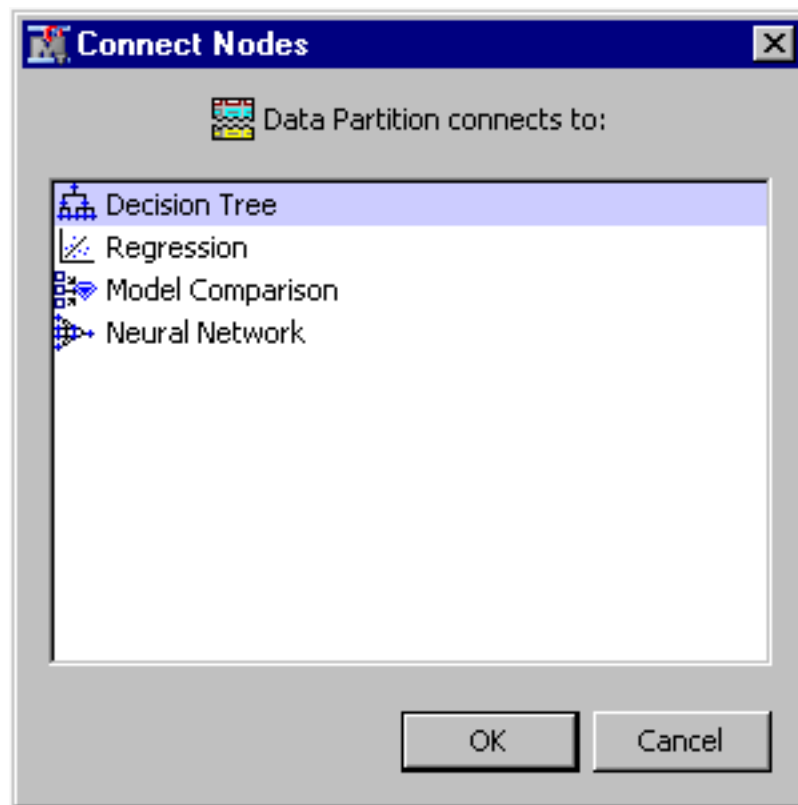 Connect Nodes
Data Partition connects to:
Decision Tree
Regression
Model Comparison
Neural Network
OK
Cancel